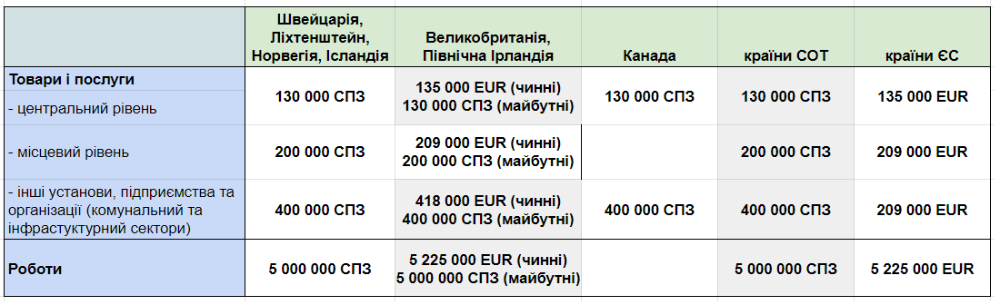 Швейцарія,
Ліхтенштейн,
Норвегія, Ісландія
Великобританія,
Північна Ірландія
Канада
країни СОТ
країни ЄС
Товари і послуги
- центральний рівень
130 000 СПЗ
135 000 EUR (чинні)
130 000 СПЗ (майбутні)
130 000 СПЗ
130 000 СПЗ
135 000 EUR
- місцевий рівень
200 000 СПЗ
209 000 EUR (чинні)
200 000 СПЗ (майбутні)
200 000 СПЗ
209 000 EUR
- інші установи, підприємства та
організації (комунальний та
інфрастуктурний сектори)
400 000 СПЗ
418 000 EUR (чинні)
400 000 СПЗ (майбутні)
400 000 СПЗ
400 000 СПЗ
209 000 EUR
Роботи
5 000 000 СПЗ
5 225 000 EUR (чинні)
5 000 000 СПЗ (майбутні)
5 000 000 СПЗ
5 225 000 EUR